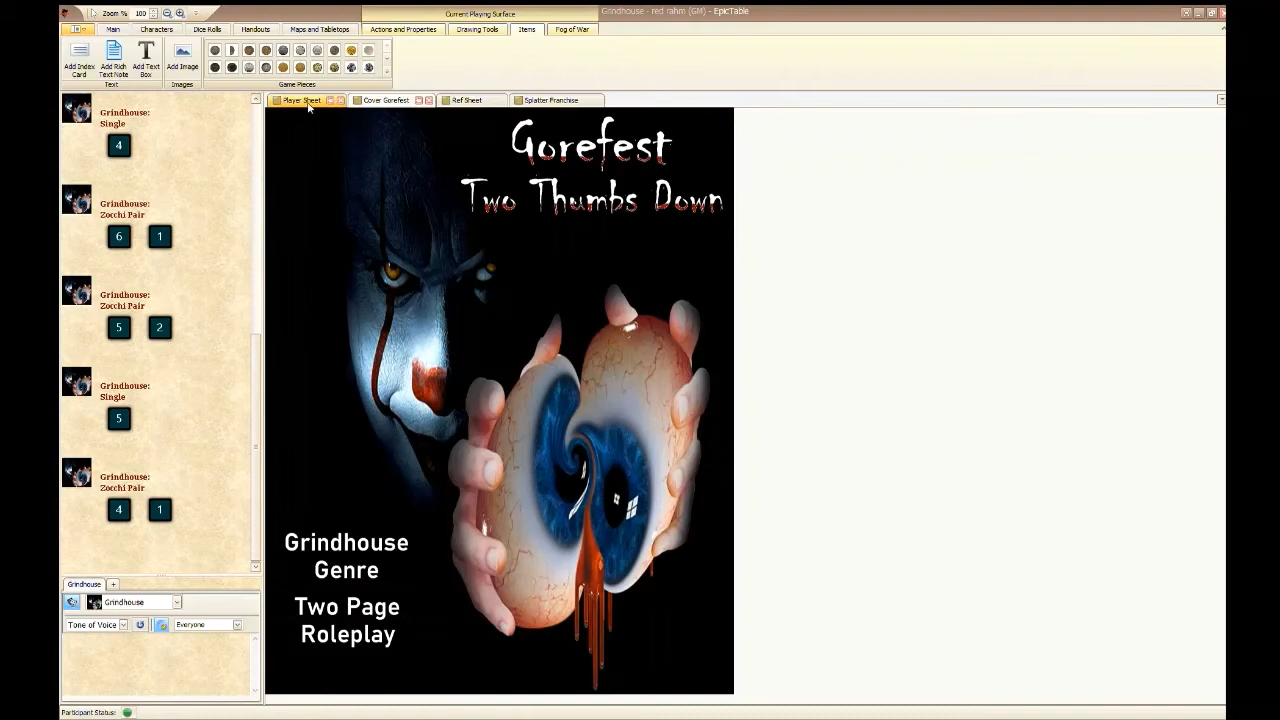 Current Playing Surface
Grindhouse - red rahm (GM) - EpicTable
Zoom % 100
Main
Characters
Dice Rolls
Handouts
Maps and Tabletops
Actions and Properties
Drawing Tools
Items
Fog of War
Add Index Card
Add Rich Text Note
Add Text Box
Add Image
Text
Images
Game Pieces
Player Sheet
Cover Gorefest
Ref Sheet
Splatter Franchise
Grindhouse:
Single
4
Grindhouse:
Zocchi Pair
6 1
Grindhouse:
Zocchi Pair
5 2
Grindhouse:
Single
5
Grindhouse:
Zocchi Pair
4 1
Grindhouse +
Grindhouse
Tone of Voice
Everyone
Participant Status:
Gorefest
Two Thumbs Down
Grindhouse
Genre
Two Page
Roleplay